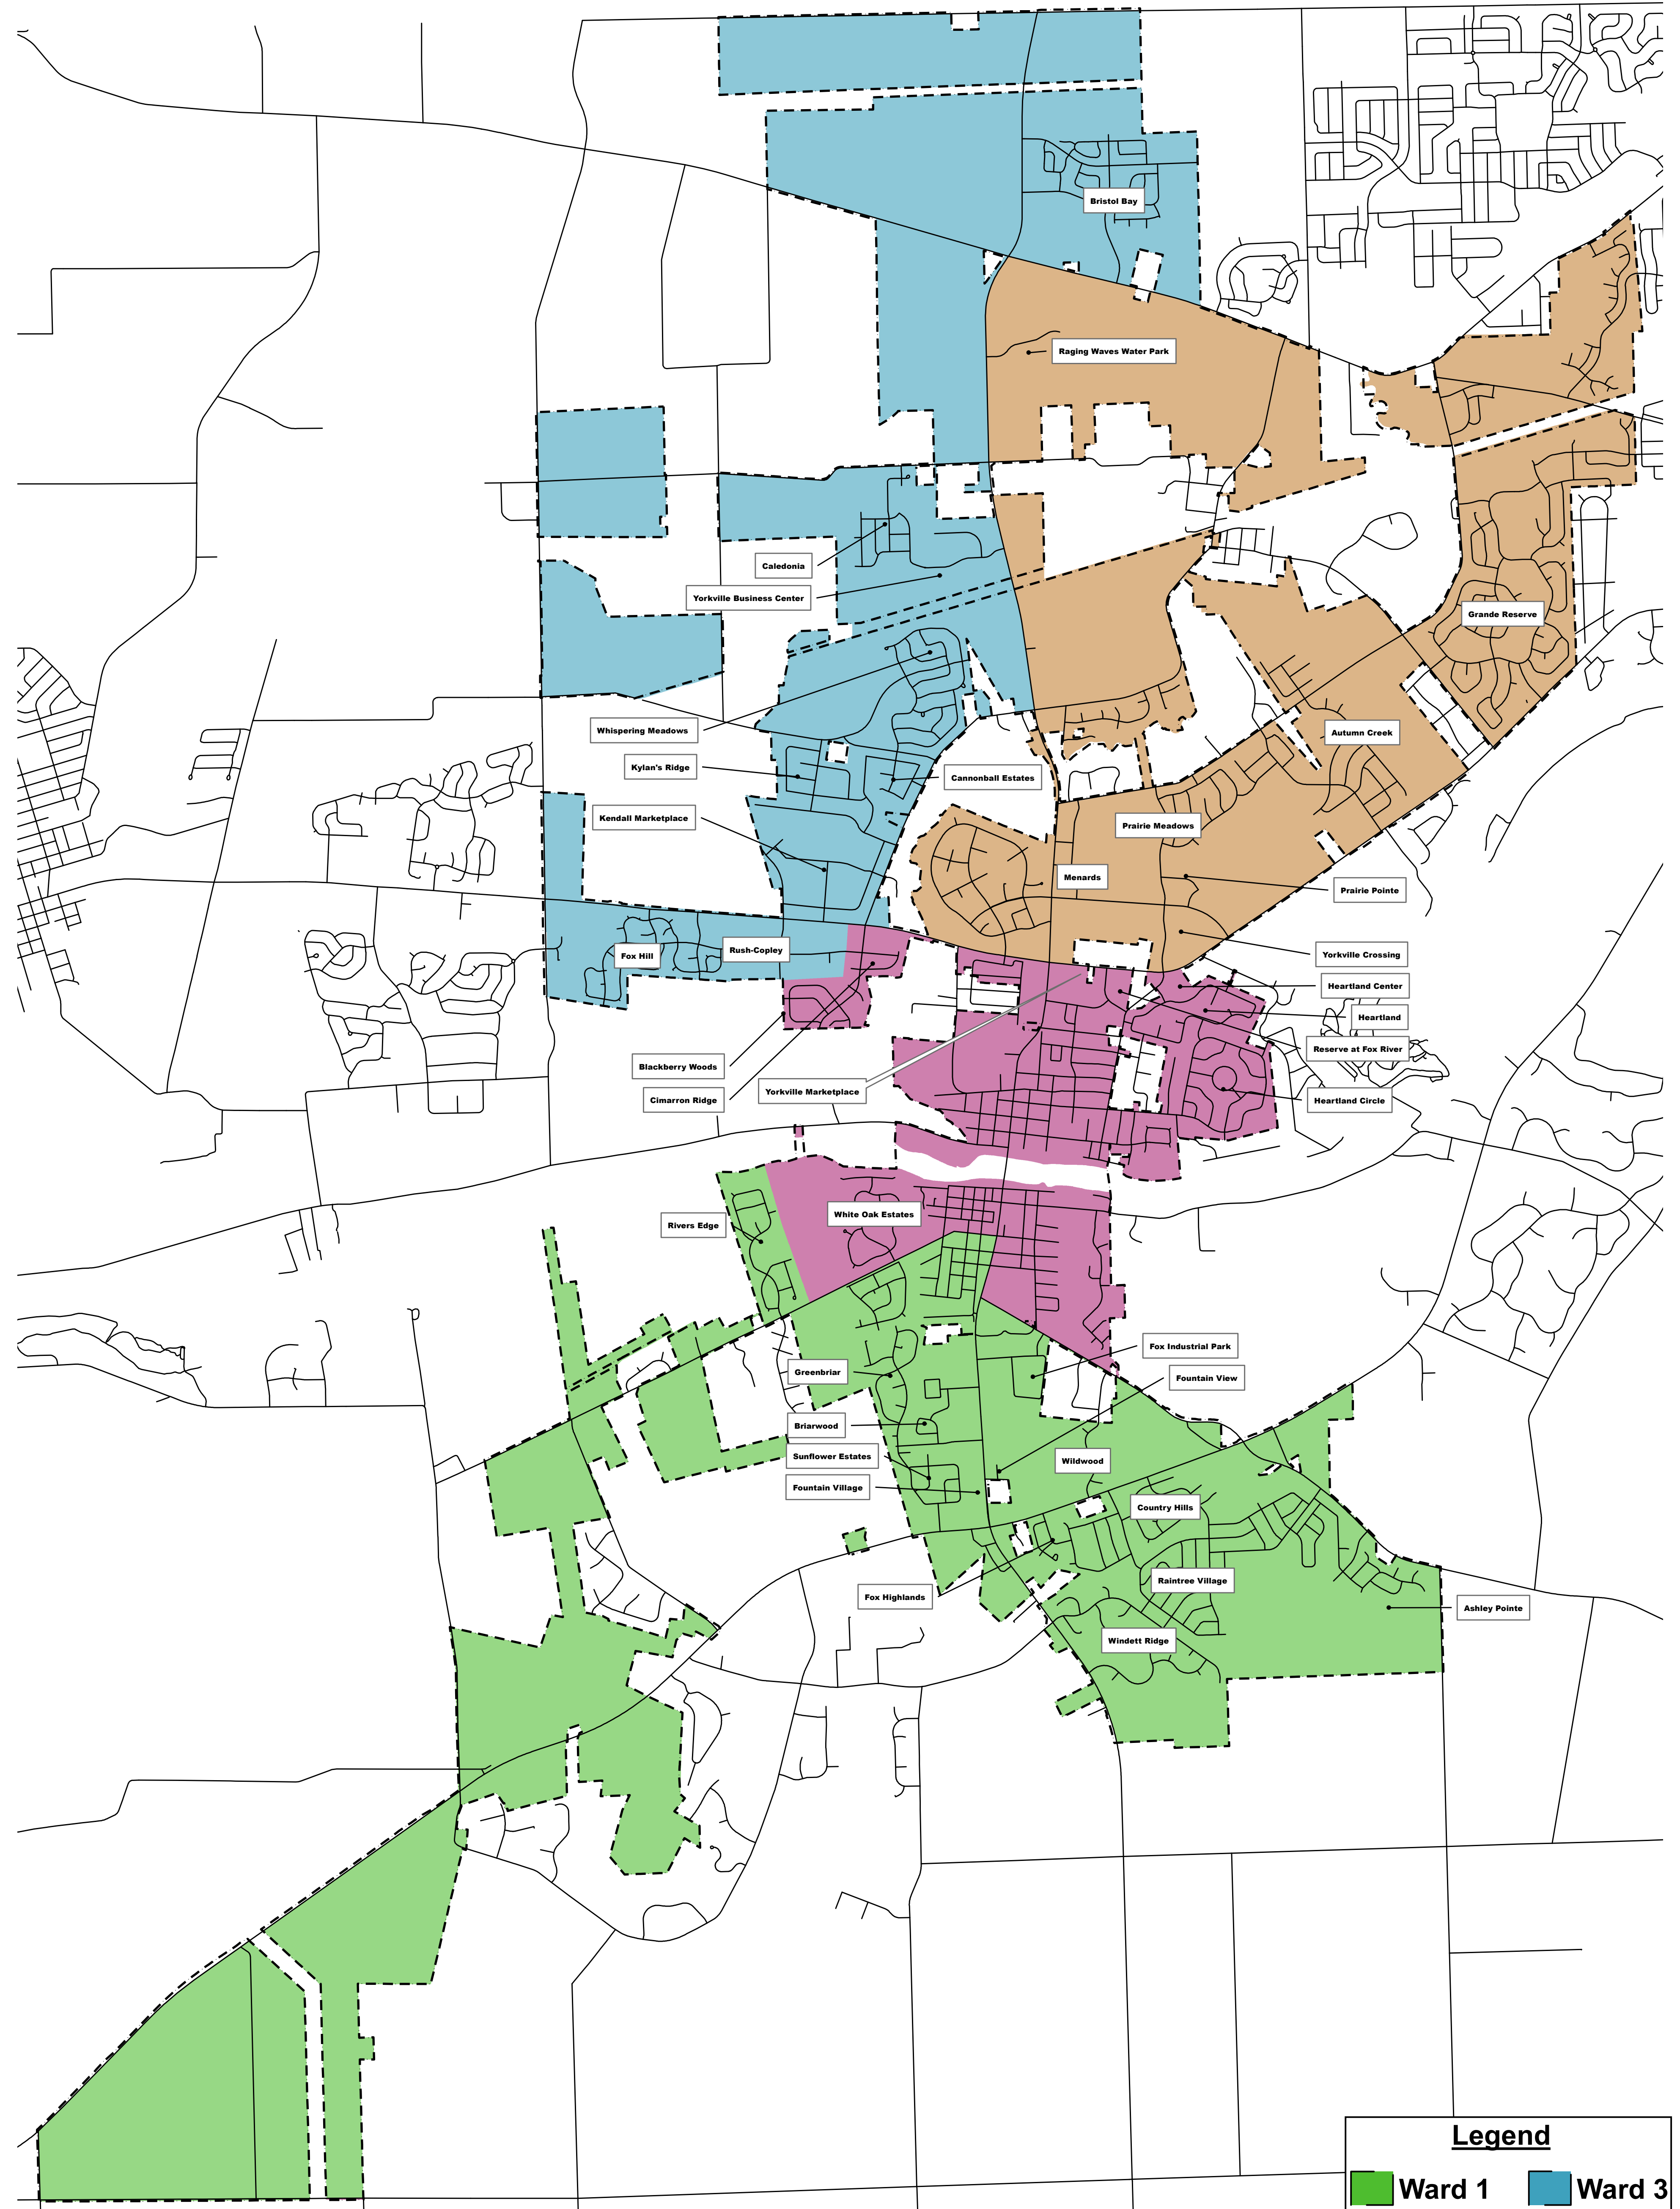 Bristol Bay
Raging Waves Water Park
Caledonia
Yorkville Business Center
Grande Reserve
Whispering Meadows
Autumn Creek
Kylan's Ridge
Cannonball Estates
Kendall Marketplace
Prairie Meadows
Menards
Prairie Pointe
Rush-Copley
Fox Hill
Yorkville Crossing
Heartland Center
Heartland
Reserve at Fox River
Blackberry Woods
Yorkville Marketplace
Cimarron Ridge
Heartland Circle
White Oak Estates
Rivers Edge
Fox Industrial Park
Greenbriar
Fountain View
Briarwood
Sunflower Estates
Wildwood
Fountain Village
Country Hills
Raintree Village
Fox Highlands
Ashley Pointe
Windett Ridge
Legend
Ward 1
Ward 3